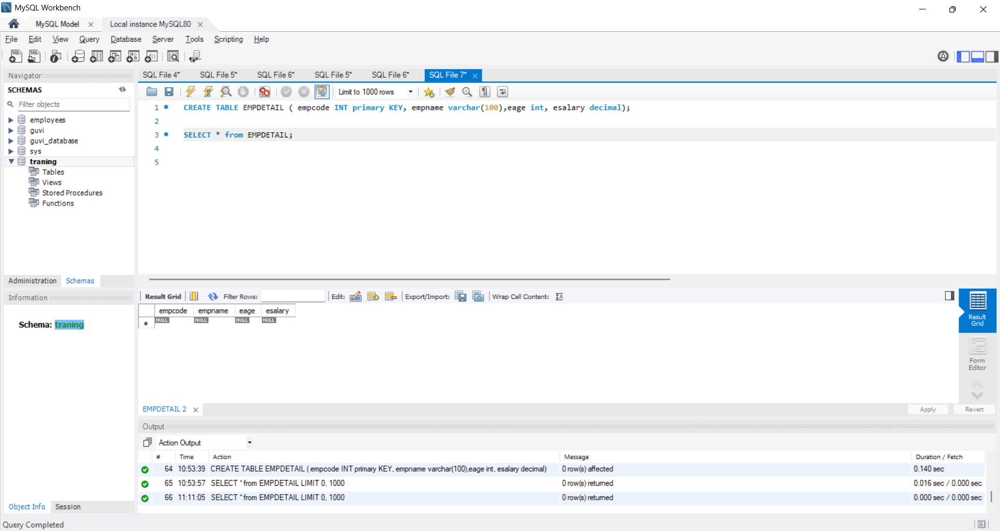 MySQL Workbench
MySQL Model
Local instance MySQL80
File Edit View Query Database Server Tools Scripting Help
Navigator
SCHEMAS
Filter objects
employees
guvi
guvi_database
sys
traning
Tables
Views
Stored Procedures
Functions
Administration Schemas
Information
Schema: traning
Object Info Session
SQL File 4* SQL File 5* SQL File 6* SQL File 5* SQL File 6* SQL File 7*
Limit to 1000 rows
1 CREATE TABLE EMPDETAIL ( empcode INT primary KEY, empname varchar(100),eage int, esalary decimal);
2
3 SELECT * from EMPDETAIL;
4
5
Result Grid Filter Rows: Edit: Export/Import: Wrap Cell Content:
empcode empname eage esalary
NULL NULL NULL NULL
Result Grid
Form Editor
EMPDETAIL 2
Apply Revert
Output
Action Output
# Time Action Message Duration / Fetch
64 10:53:39 CREATE TABLE EMPDETAIL ( empcode INT primary KEY, empname varchar(100),eage int, esalary decimal) 0 row(s) affected 0.140 sec
65 10:53:57 SELECT * from EMPDETAIL LIMIT 0, 1000 0 row(s) returned 0.016 sec / 0.000 sec
66 11:11:05 SELECT * from EMPDETAIL LIMIT 0, 1000 0 row(s) returned 0.000 sec / 0.000 sec
Query Completed